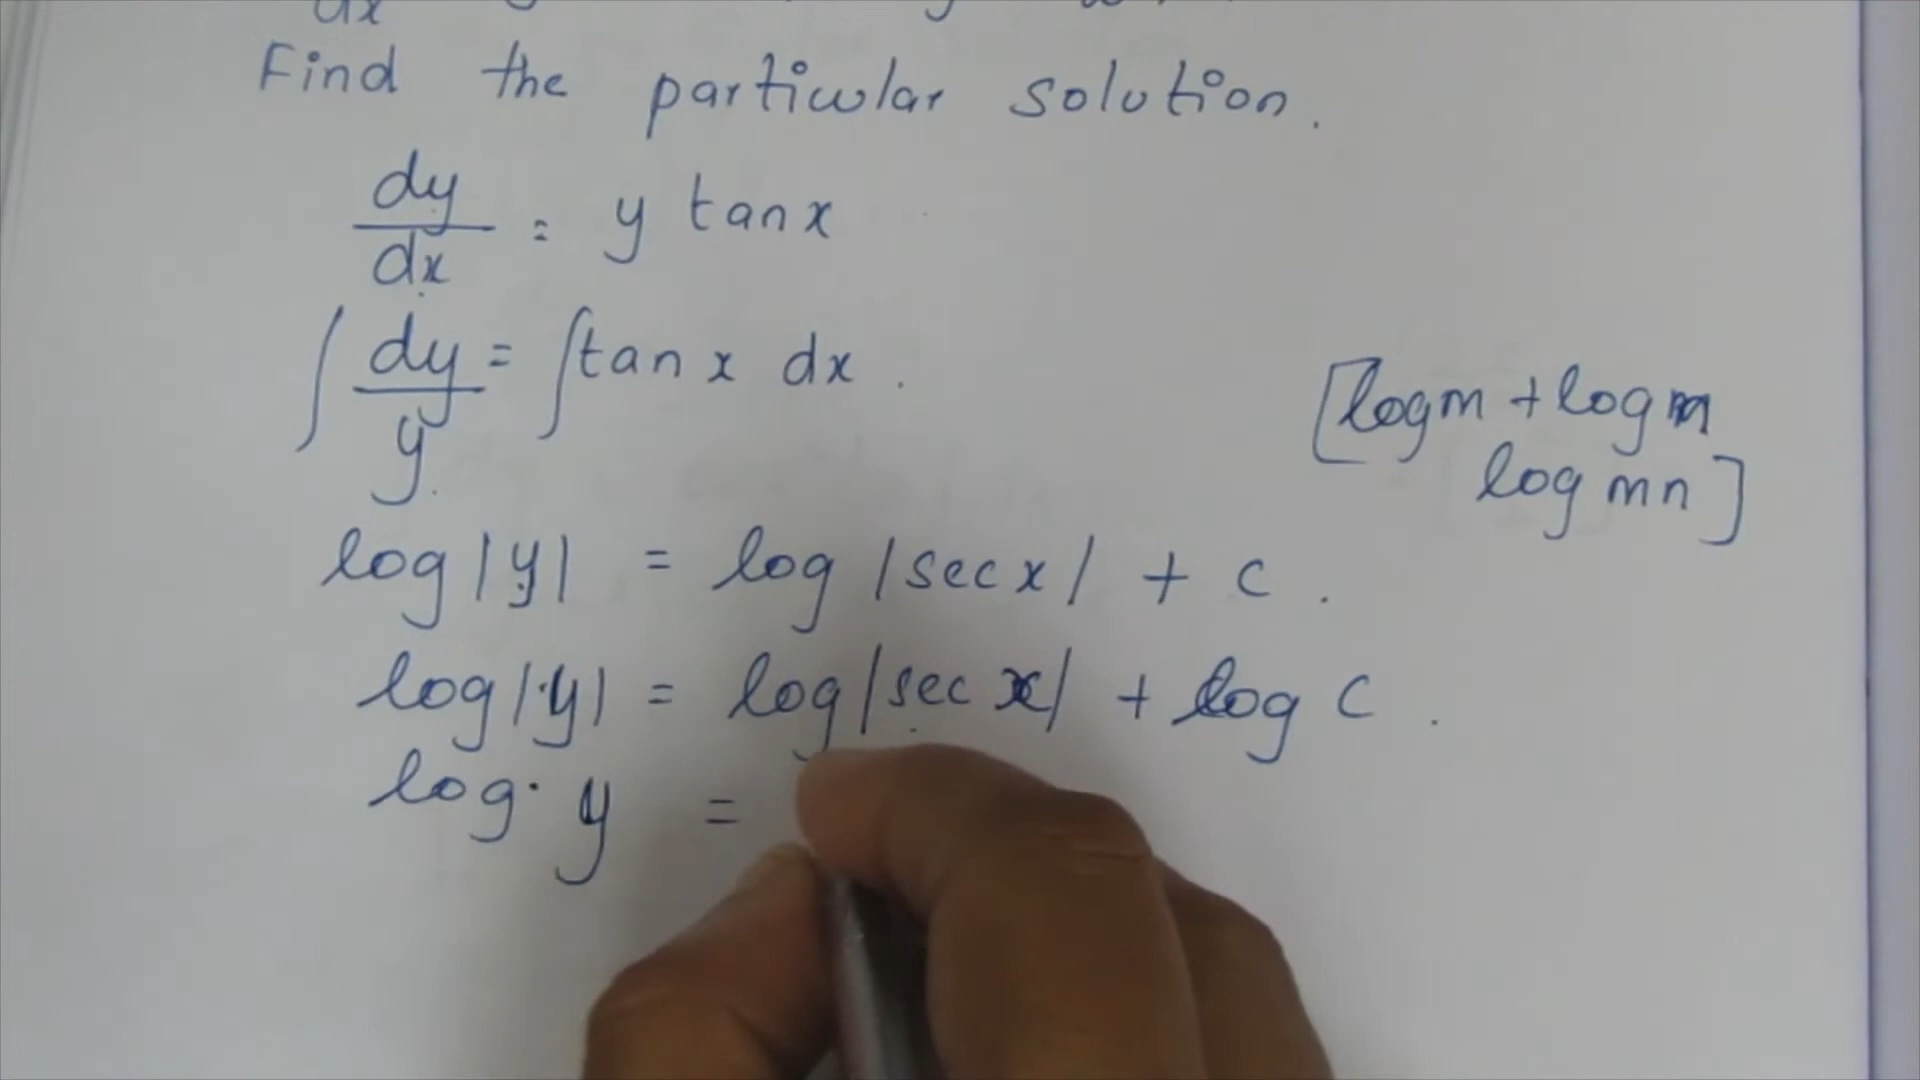 dx
Find the particular solution.
dy/dx = y tan x
∫ dy/y = ∫ tan x dx .
[log m + log n
log mn]
log |y| = log |sec x| + c .
log |y| = log |sec x| + log c .
log y =